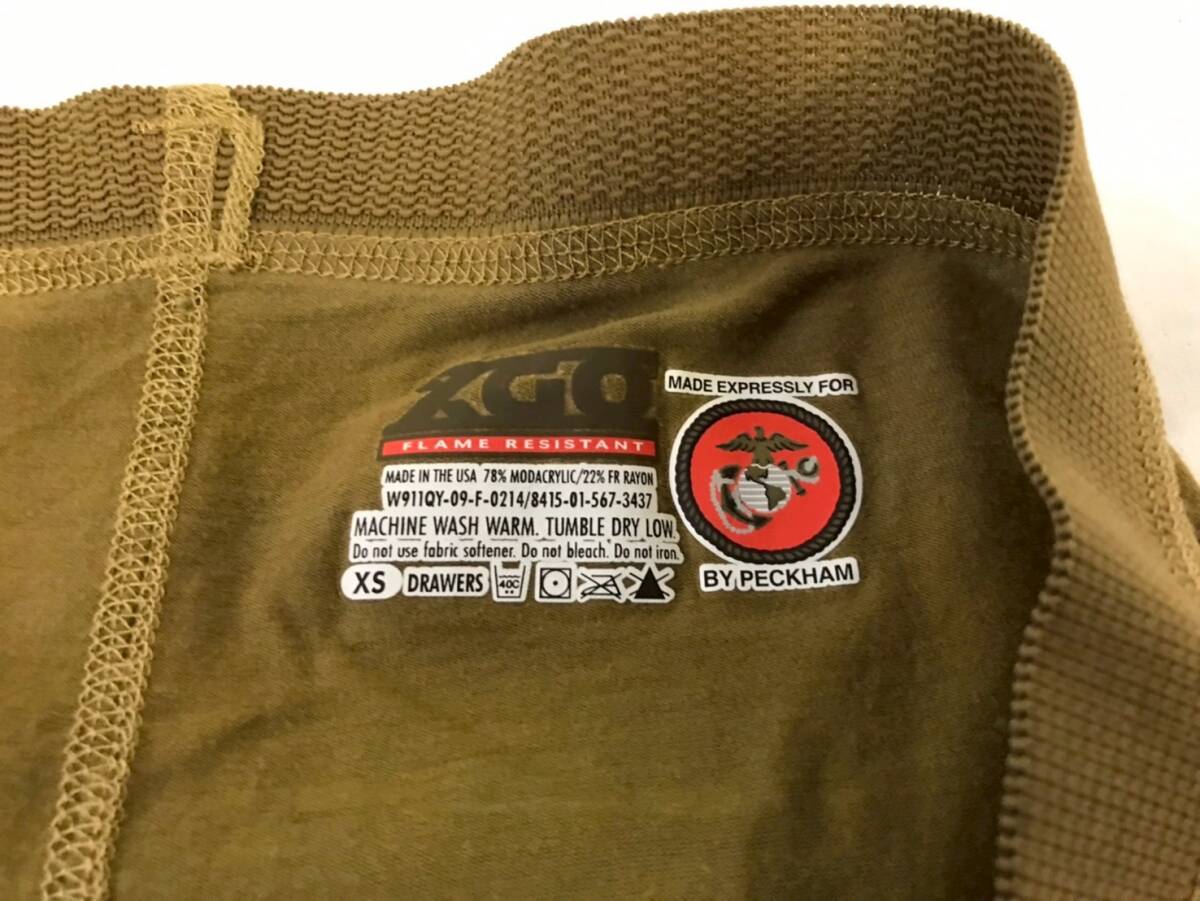 XGO
FLAME RESISTANT
MADE IN THE USA 78% MODACRYLIC/22% FR RAYON
W911QY-09-F-0214/8415-01-567-3437
MACHINE WASH WARM. TUMBLE DRY LOW.
Do not use fabric softener. Do not bleach. Do not iron.
XS DRAWERS 40C
MADE EXPRESSLY FOR
BY PECKHAM